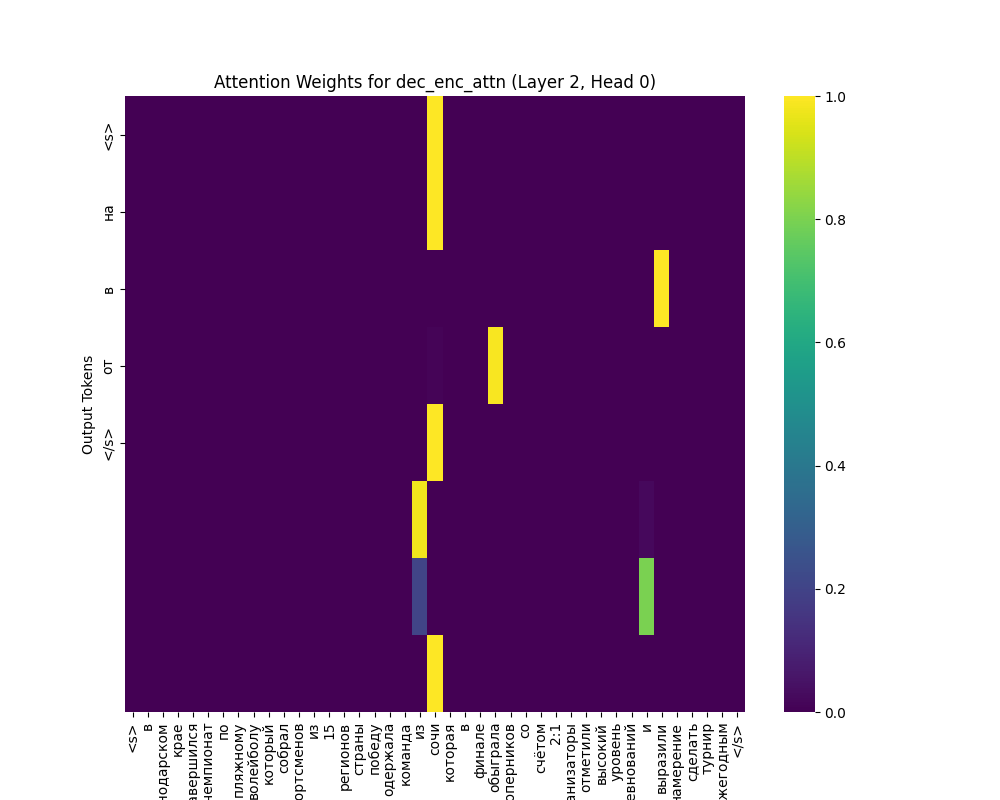 Attention Weights for dec_enc_attn (Layer 2, Head 0)
Output Tokens
<s>
на
в
от
</s>
1.0
0.8
0.6
0.4
0.2
0.0
<s>
в
нодарском
крае
авершился
чемпионат
по
пляжному
волейболу
который
собрал
ортсменов
из
15
регионов
страны
победу
одержала
команда
из
сочи
которая
в
финале
обыграла
оперников
со
счётом
2:1
анизаторы
отметили
высокий
уровень
евнований
и
выразили
намерение
сделать
турнир
жегодным
</s>